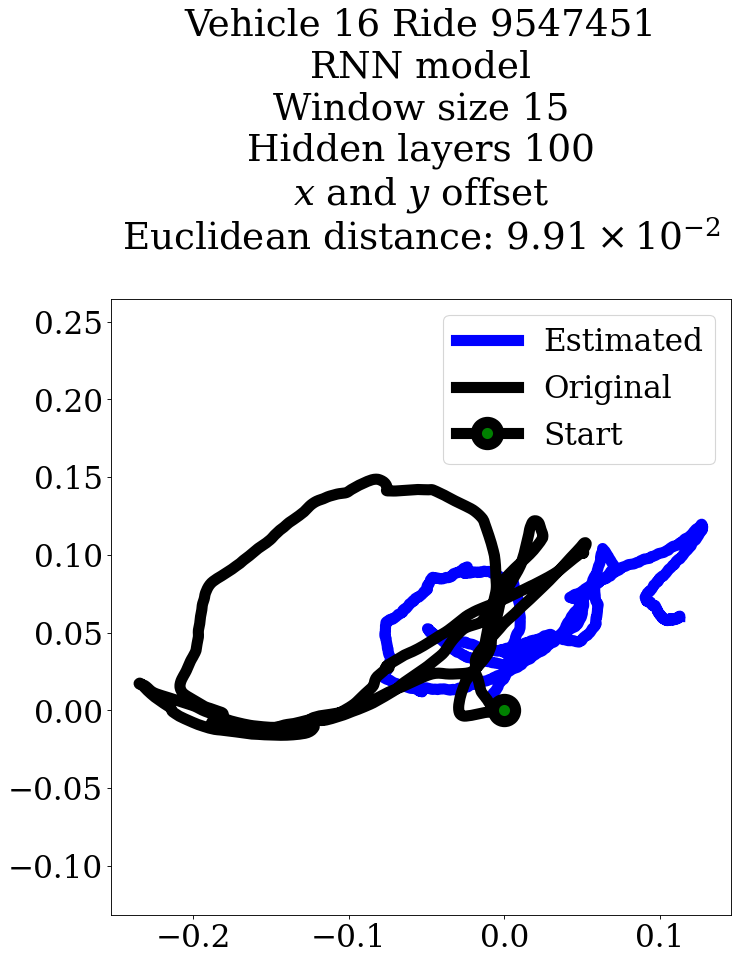 Vehicle 16 Ride 9547451
RNN model
Window size 15
Hidden layers 100
x and y offset
Euclidean distance: 9.91 × 10⁻²
Estimated
Original
Start
0.25
0.20
0.15
0.10
0.05
0.00
−0.05
−0.10
−0.2 −0.1 0.0 0.1